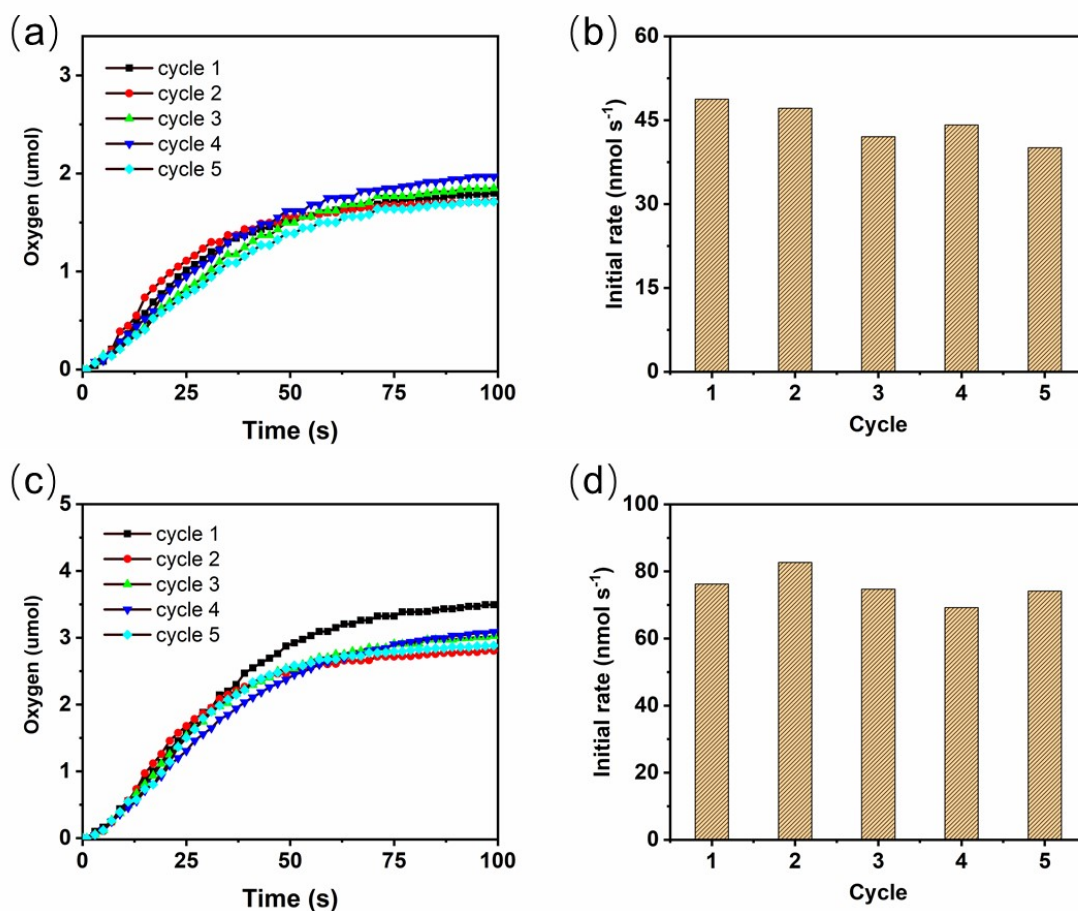 (a)
3
2
1
0
Oxygen (umol)
cycle 1
cycle 2
cycle 3
cycle 4
cycle 5
0 25 50 75 100
Time (s)
(b)
60
45
30
15
0
Initial rate (nmol s⁻¹)
1 2 3 4 5
Cycle
(c)
5
4
3
2
1
0
Oxygen (umol)
cycle 1
cycle 2
cycle 3
cycle 4
cycle 5
0 25 50 75 100
Time (s)
(d)
100
80
60
40
20
0
Initial rate (nmol s⁻¹)
1 2 3 4 5
Cycle